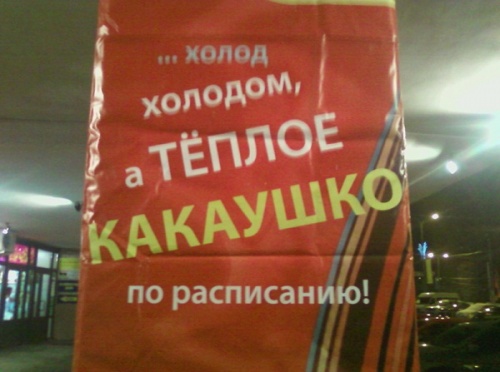 ... холод
холодом,
а ТЁПЛОЕ
КАКАУШКО
по расписанию!